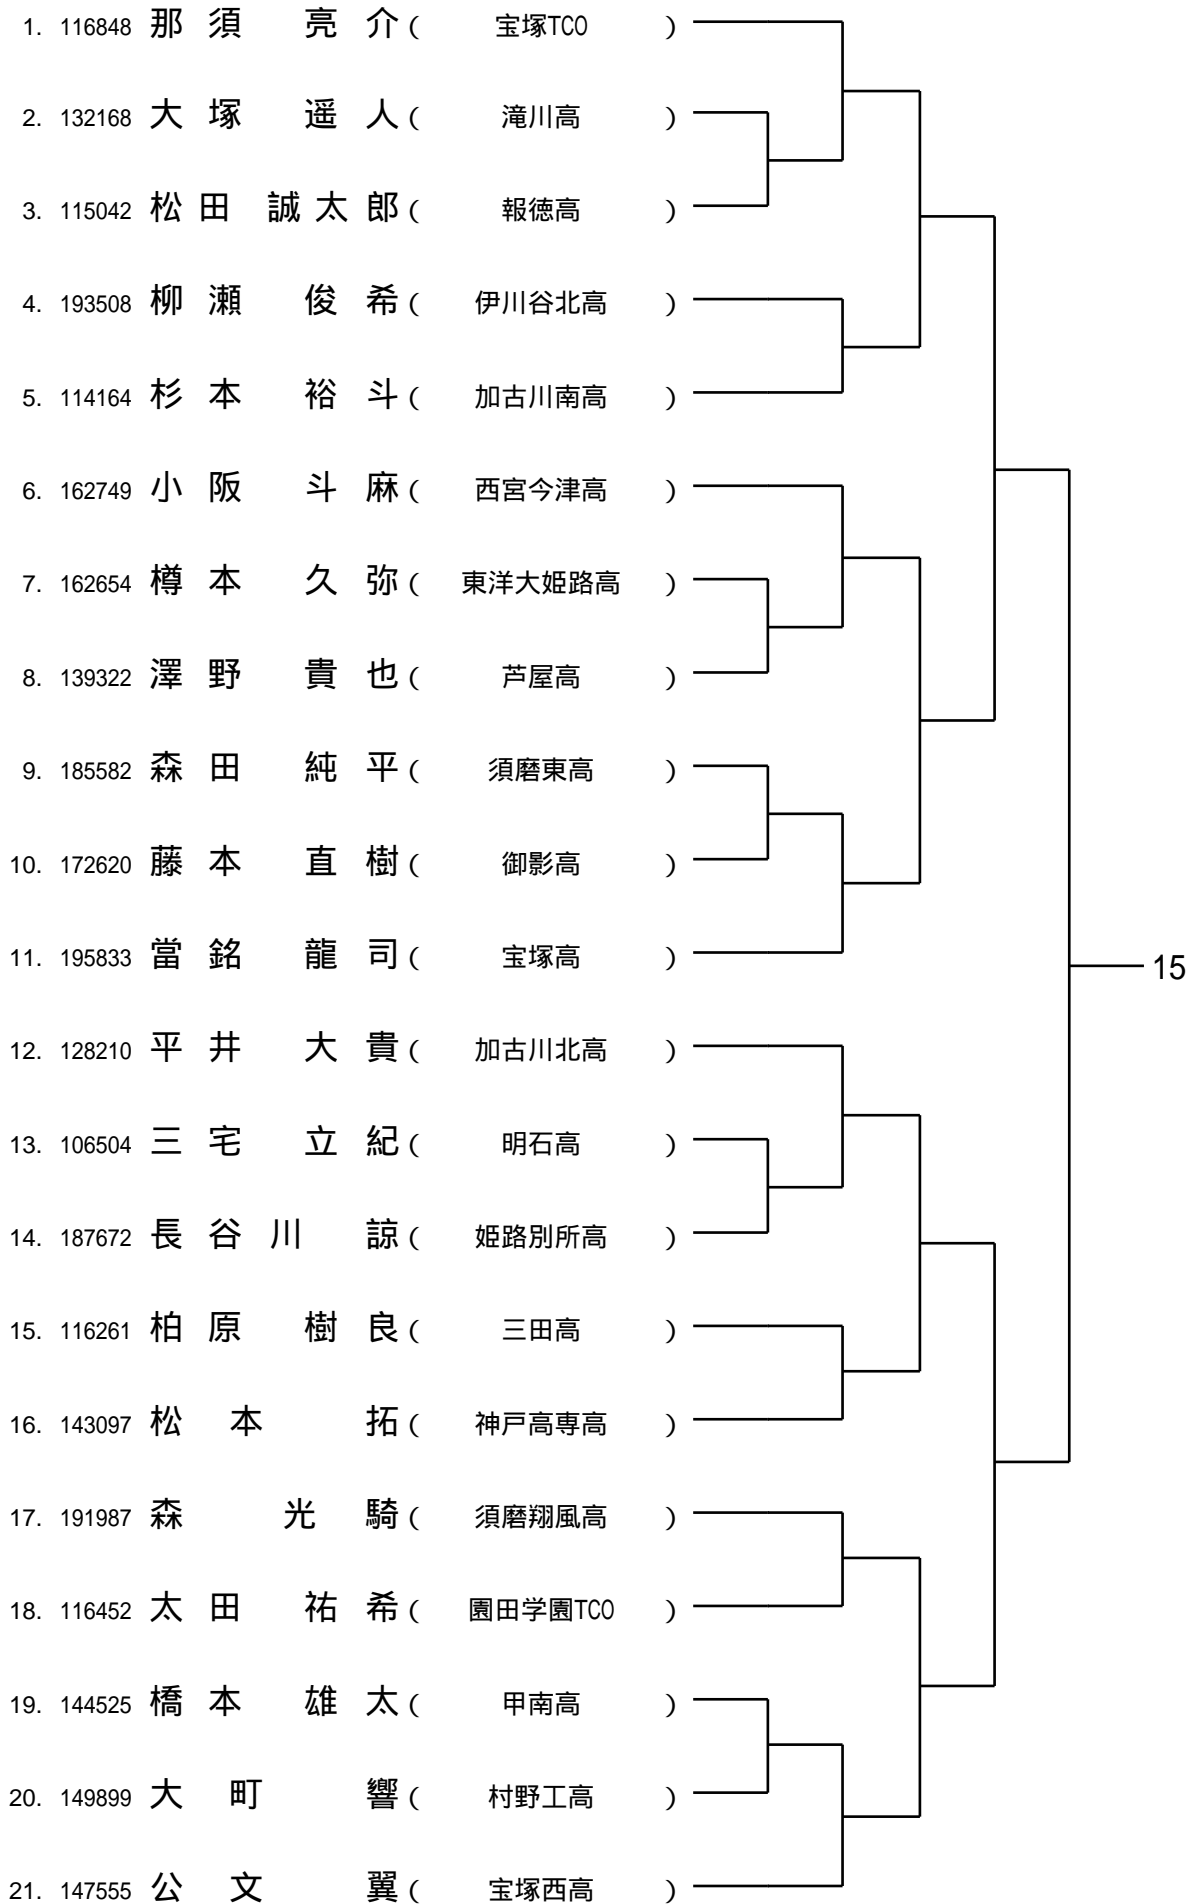 1. 116848 那須 亮介 ( 宝塚TCO )
2. 132168 大塚 遥人 ( 滝川高 )
3. 115042 松田 誠太郎 ( 報徳高 )
4. 193508 柳瀬 俊希 ( 伊川谷北高 )
5. 114164 杉本 裕斗 ( 加古川南高 )
6. 162749 小阪 斗麻 ( 西宮今津高 )
7. 162654 樽本 久弥 ( 東洋大姫路高 )
8. 139322 澤野 貴也 ( 芦屋高 )
9. 185582 森田 純平 ( 須磨東高 )
10. 172620 藤本 直樹 ( 御影高 )
11. 195833 當銘 龍司 ( 宝塚高 )
15
12. 128210 平井 大貴 ( 加古川北高 )
13. 106504 三宅 立紀 ( 明石高 )
14. 187672 長谷川 諒 ( 姫路別所高 )
15. 116261 柏原 樹良 ( 三田高 )
16. 143097 松本 拓 ( 神戸高専高 )
17. 191987 森 光騎 ( 須磨翔風高 )
18. 116452 太田 祐希 ( 園田学園TCO )
19. 144525 橋本 雄太 ( 甲南高 )
20. 149899 大町 響 ( 村野工高 )
21. 147555 公文 翼 ( 宝塚西高 )